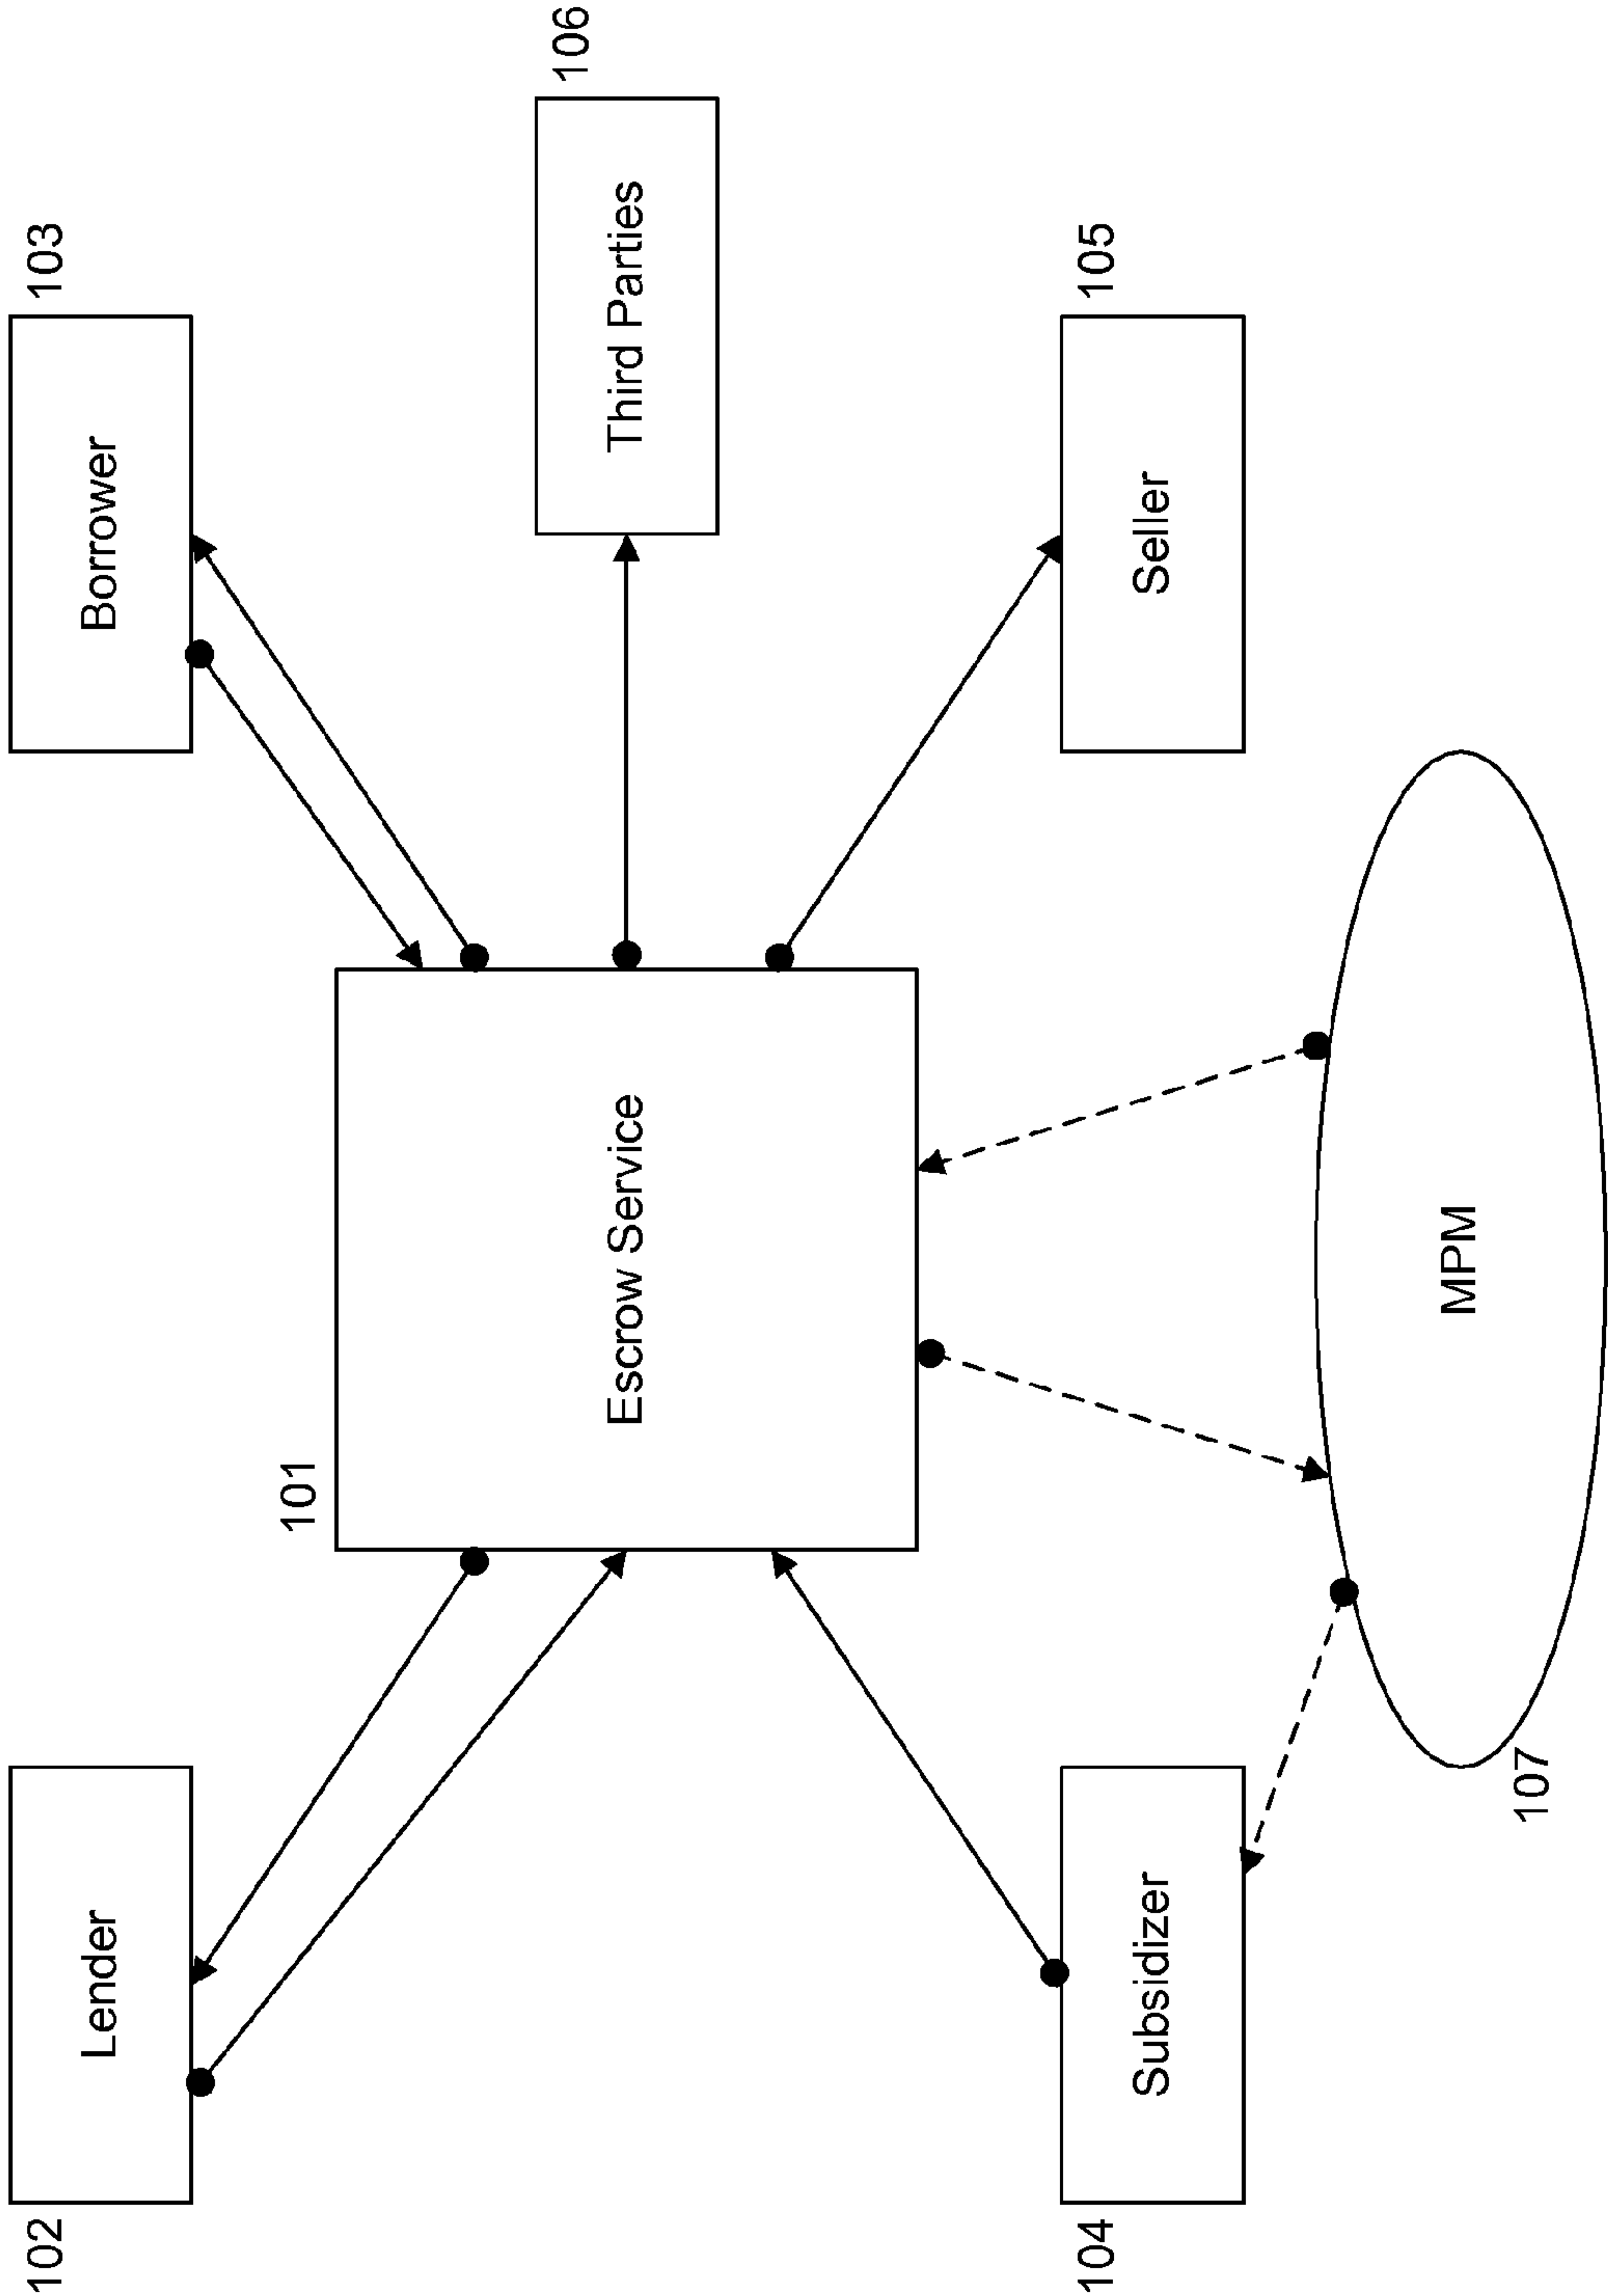 102
Lender
103
Borrower
101
Escrow Service
106
Third Parties
104
Subsidizer
105
Seller
MPM
107